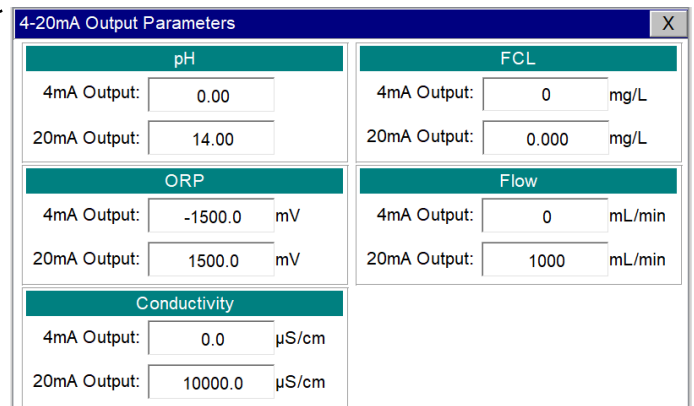 4-20mA Output Parameters X
pH
4mA Output: 0.00
20mA Output: 14.00
FCL
4mA Output: 0 mg/L
20mA Output: 0.000 mg/L
ORP
4mA Output: -1500.0 mV
20mA Output: 1500.0 mV
Flow
4mA Output: 0 mL/min
20mA Output: 1000 mL/min
Conductivity
4mA Output: 0.0 µS/cm
20mA Output: 10000.0 µS/cm